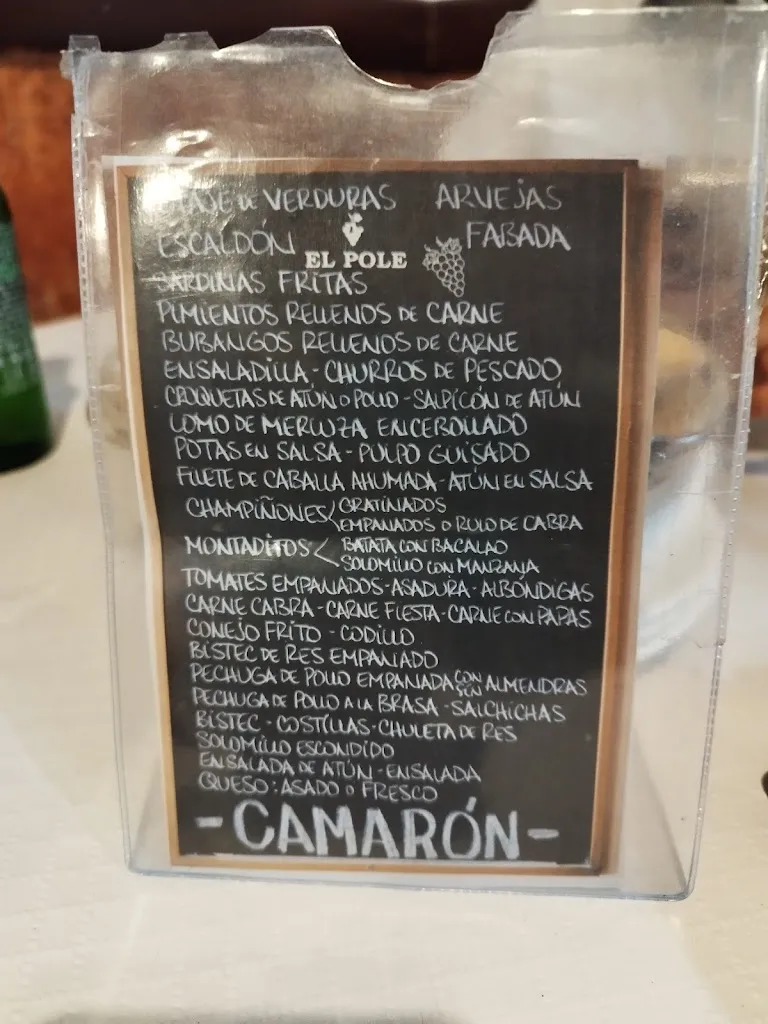 DE VERDURAS ARVEJAS
ESCALDÓN FABADA
EL POLE
SARDINAS FRITAS
PIMIENTOS RELLENOS DE CARNE
BUBANGOS RELLENOS DE CARNE
ENSALADILLA - CHURROS DE PESCADO
CROQUETAS DE ATÚN O POLLO - SALPICÓN DE ATÚN
LOMO DE MERLUZA ENCEBOLLADO
POTAS EN SALSA - PULPO GUISADO
FILETE DE CABALLA AHUMADA - ATÚN EN SALSA
CHAMPIÑONES < GRATINADOS
EMPANADOS O RULO DE CABRA
MONTADITOS < BATATA CON BACALAO
SOLOMILLO CON MANZANA
TOMATES EMPANADOS - ASADURA - ALBÓNDIGAS
CARNE CABRA - CARNE FIESTA - CARNE CON PAPAS
CONEJO FRITO - CODILLO
BISTEC DE RES EMPANADO
PECHUGA DE POLLO EMPANADA CON SIN ALMENDRAS
PECHUGA DE POLLO A LA BRASA - SALCHICHAS
BISTEC - COSTILLAS - CHULETA DE RES
SOLOMILLO ESCONDIDO
ENSALADA DE ATÚN - ENSALADA
QUESO: ASADO O FRESCO
- CAMARÓN -